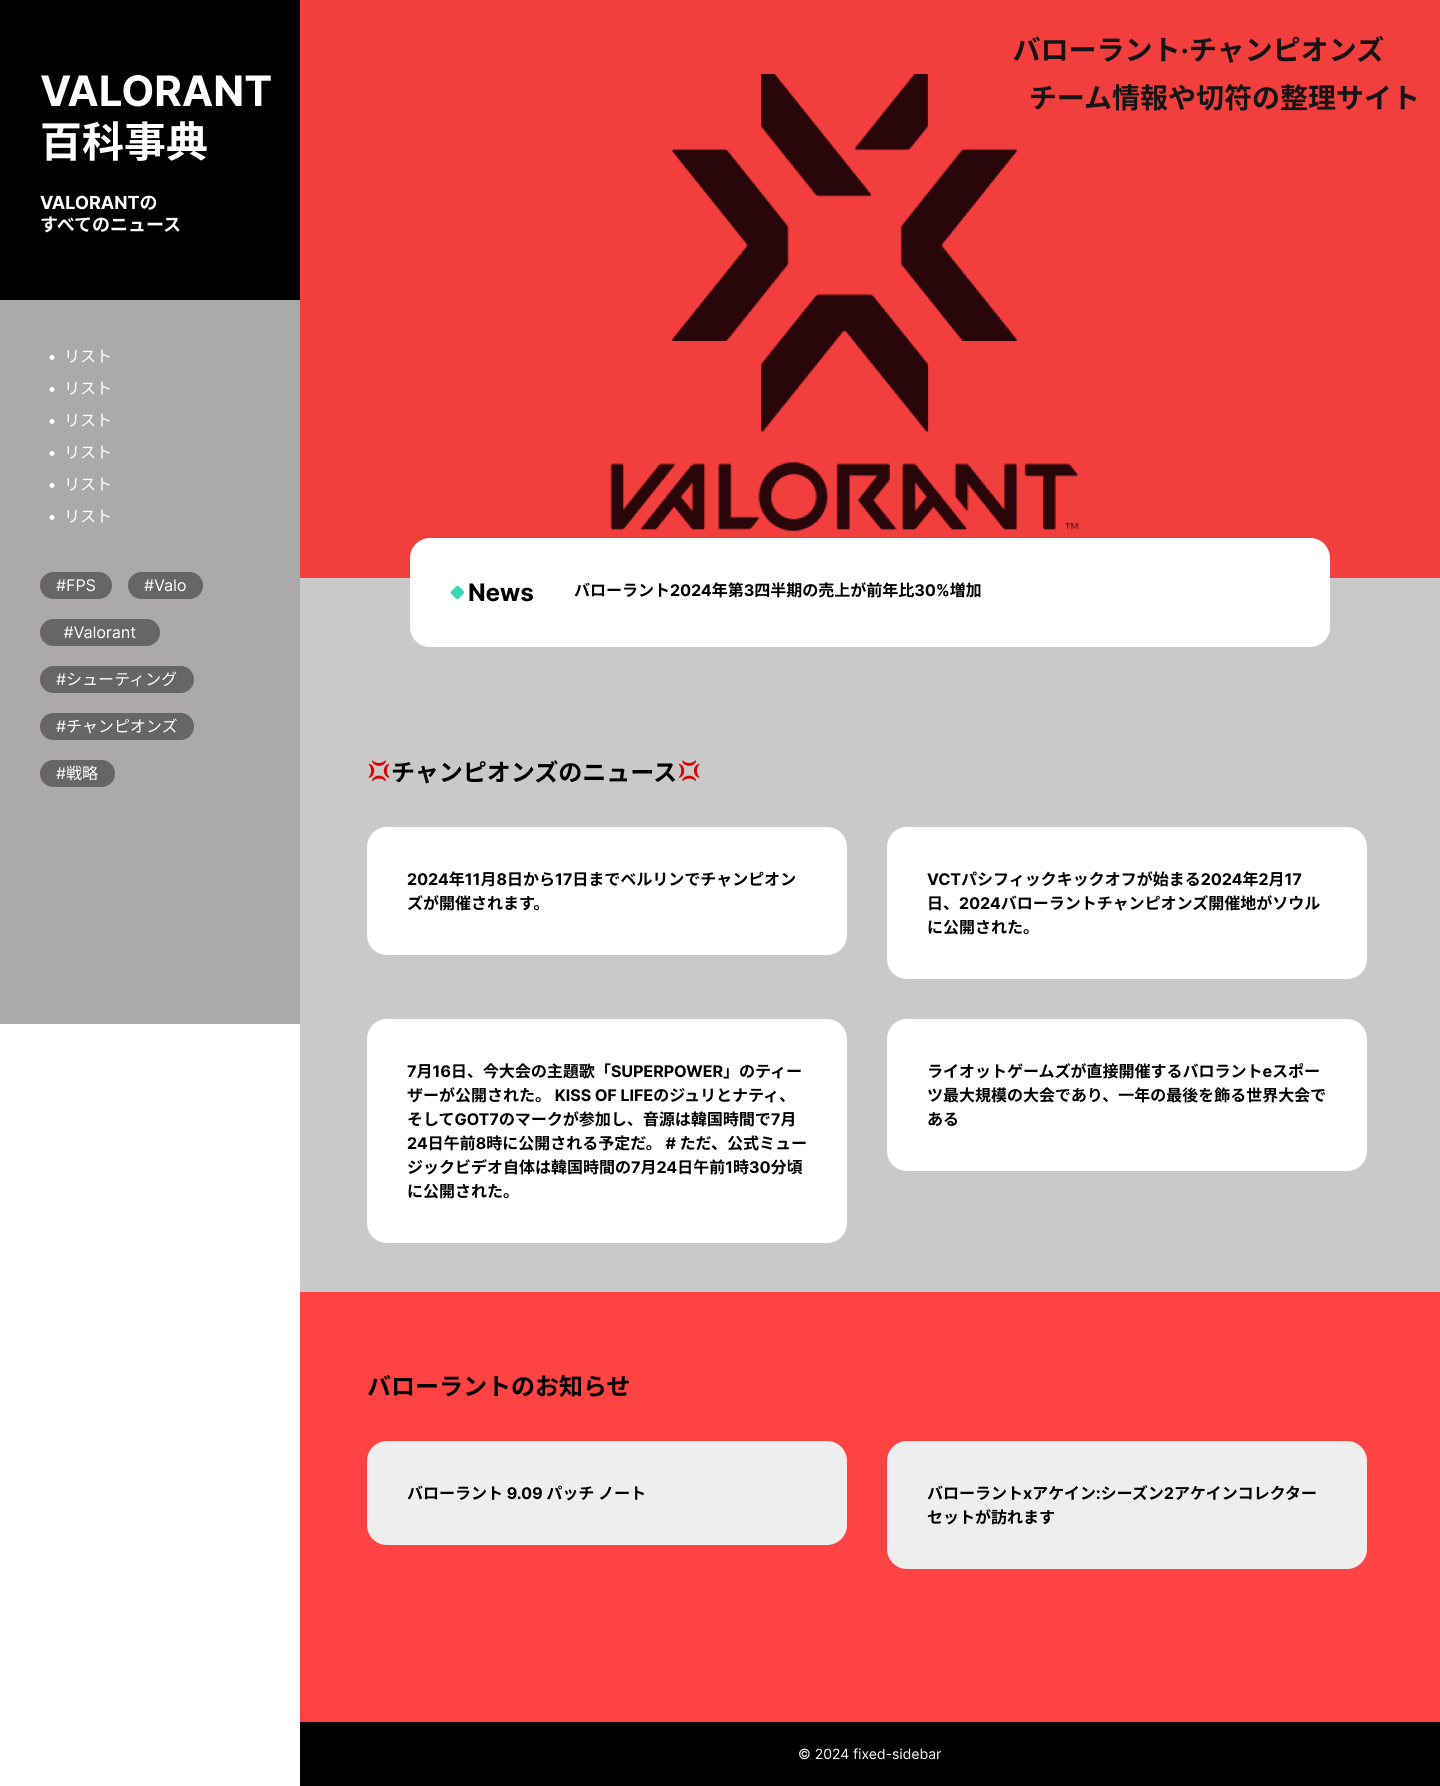 VALORANT
百科事典
VALORANTの
すべてのニュース
• リスト
• リスト
• リスト
• リスト
• リスト
• リスト
#FPS #Valo
#Valorant
#シューティング
#チャンピオンズ
#戦略
バローラント·チャンピオンズ
チーム情報や切符の整理サイト
VALORANT
™
News バローラント2024年第3四半期の売上が前年比30%増加
💢チャンピオンズのニュース💢
2024年11月8日から17日までベルリンでチャンピオン
ズが開催されます。
VCTパシフィックキックオフが始まる2024年2月17
日、2024バローラントチャンピオンズ開催地がソウル
に公開された。
7月16日、今大会の主題歌「SUPERPOWER」のティー
ザーが公開された。 KISS OF LIFEのジュリとナティ、
そしてGOT7のマークが参加し、音源は韓国時間で7月
24日午前8時に公開される予定だ。 # ただ、公式ミュー
ジックビデオ自体は韓国時間の7月24日午前1時30分頃
に公開された。
ライオットゲームズが直接開催するバロラントeスポー
ツ最大規模の大会であり、一年の最後を飾る世界大会で
ある
バローラントのお知らせ
バローラント 9.09 パッチ ノート
バローラントxアケイン:シーズン2アケインコレクター
セットが訪れます
© 2024 fixed-sidebar